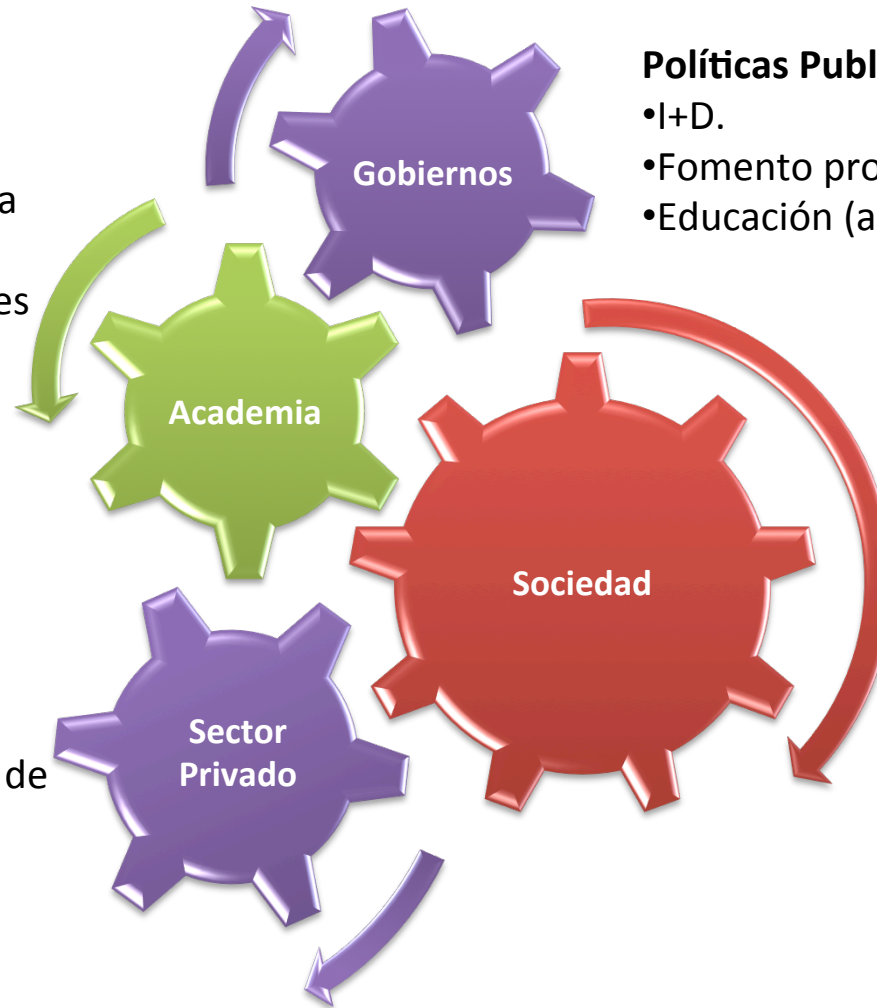 Políticas Publ
•I+D.
•Fomento pro
•Educación (a
Gobiernos
a
es
Academia
Sociedad
Sector
Privado
de